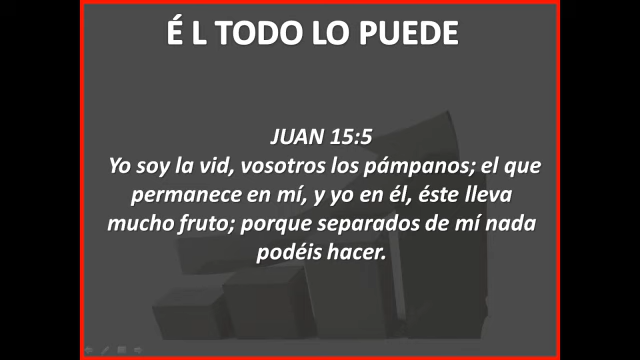 É L TODO LO PUEDE
JUAN 15:5
Yo soy la vid, vosotros los pámpanos; el que
permanece en mí, y yo en él, éste lleva
mucho fruto; porque separados de mí nada
podéis hacer.